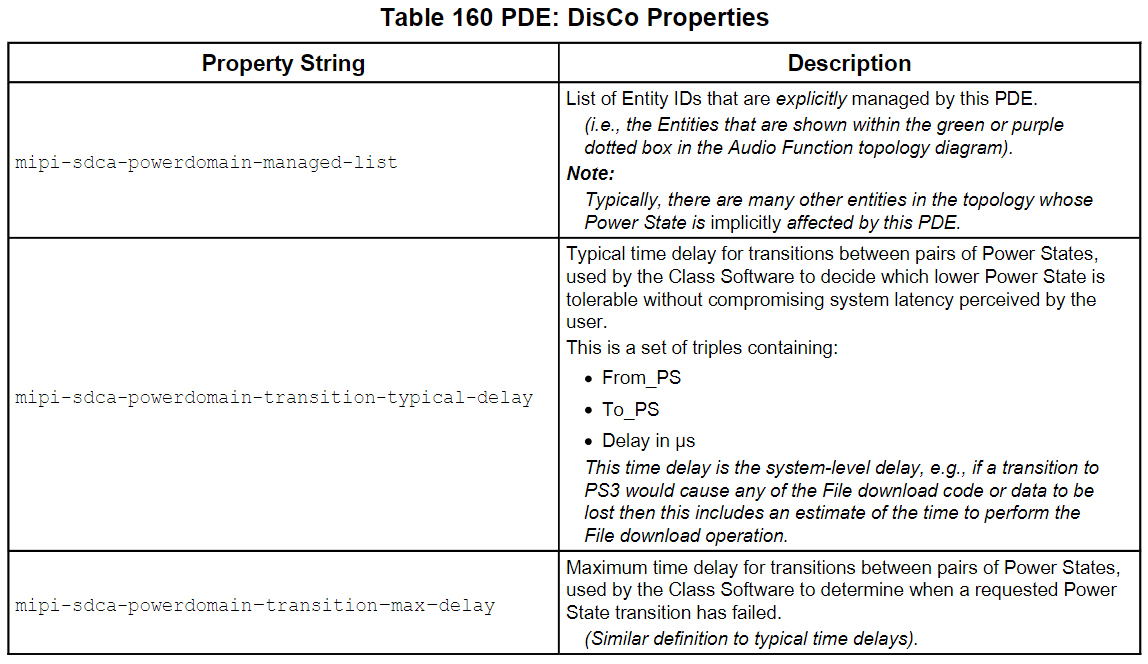 Table 160 PDE: DisCo Properties
Property String
Description
mipi-sdca-powerdomain-managed-list
List of Entity IDs that are explicitly managed by this PDE.
(i.e., the Entities that are shown within the green or purple
dotted box in the Audio Function topology diagram).
Note:
Typically, there are many other entities in the topology whose
Power State is implicitly affected by this PDE.
mipi-sdca-powerdomain-transition-typical-delay
Typical time delay for transitions between pairs of Power States,
used by the Class Software to decide which lower Power State is
tolerable without compromising system latency perceived by the
user.
This is a set of triples containing:
• From_PS
• To_PS
• Delay in µs
This time delay is the system-level delay, e.g., if a transition to
PS3 would cause any of the File download code or data to be
lost then this includes an estimate of the time to perform the
File download operation.
mipi-sdca-powerdomain-transition-max-delay
Maximum time delay for transitions between pairs of Power States,
used by the Class Software to determine when a requested Power
State transition has failed.
(Similar definition to typical time delays).